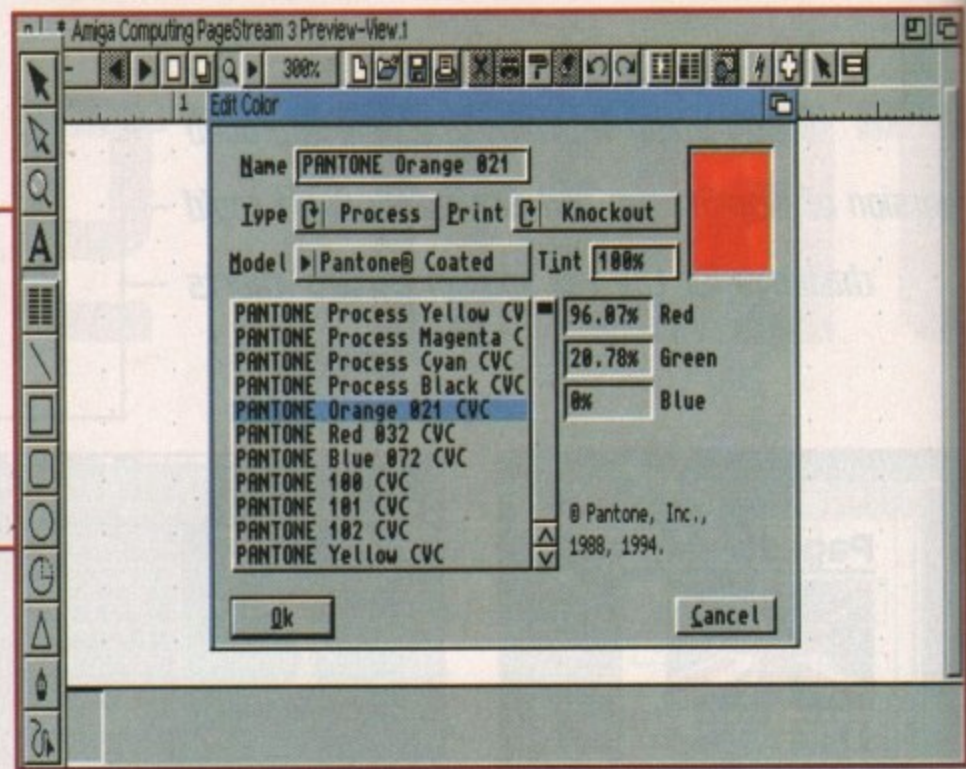 # Amiga Computing PageStream 3 Preview-View.1
300%
1
Edit Color
Name PANTONE Orange 021
Type Process Print Knockout
Model Pantone® Coated Tint 100%
PANTONE Process Yellow CV
PANTONE Process Magenta C
PANTONE Process Cyan CVC
PANTONE Process Black CVC
PANTONE Orange 021 CVC
PANTONE Red 032 CVC
PANTONE Blue 072 CVC
PANTONE 100 CVC
PANTONE 101 CVC
PANTONE 102 CVC
PANTONE Yellow CVC
96.07% Red
20.78% Green
0% Blue
© Pantone, Inc.,
1988, 1994.
Ok
Cancel
A